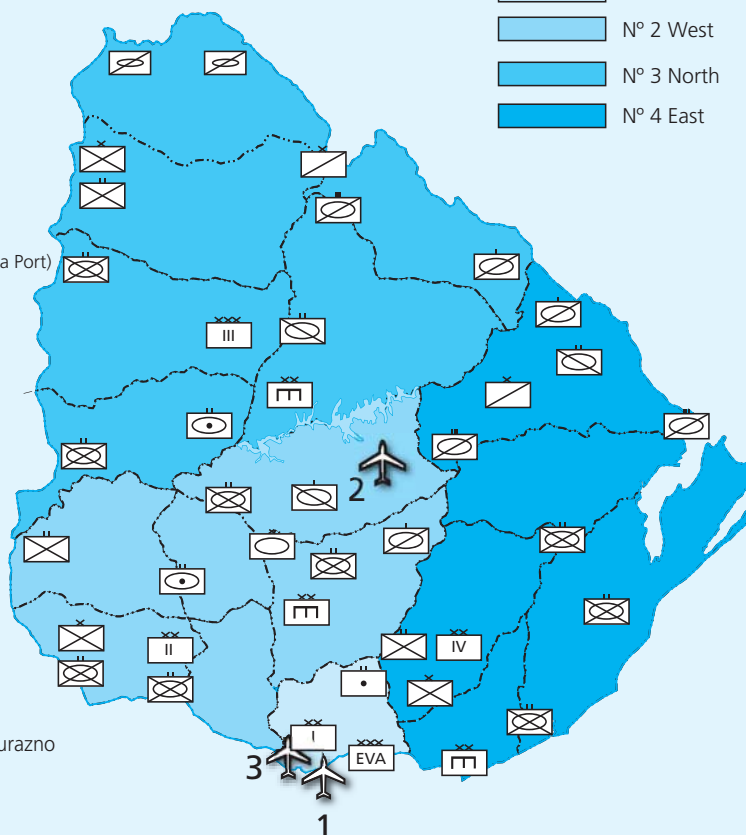 Nº 2 West
Nº 3 North
Nº 4 East
a Port)
III
2
II
IV
I
EVA
urazno
3
1